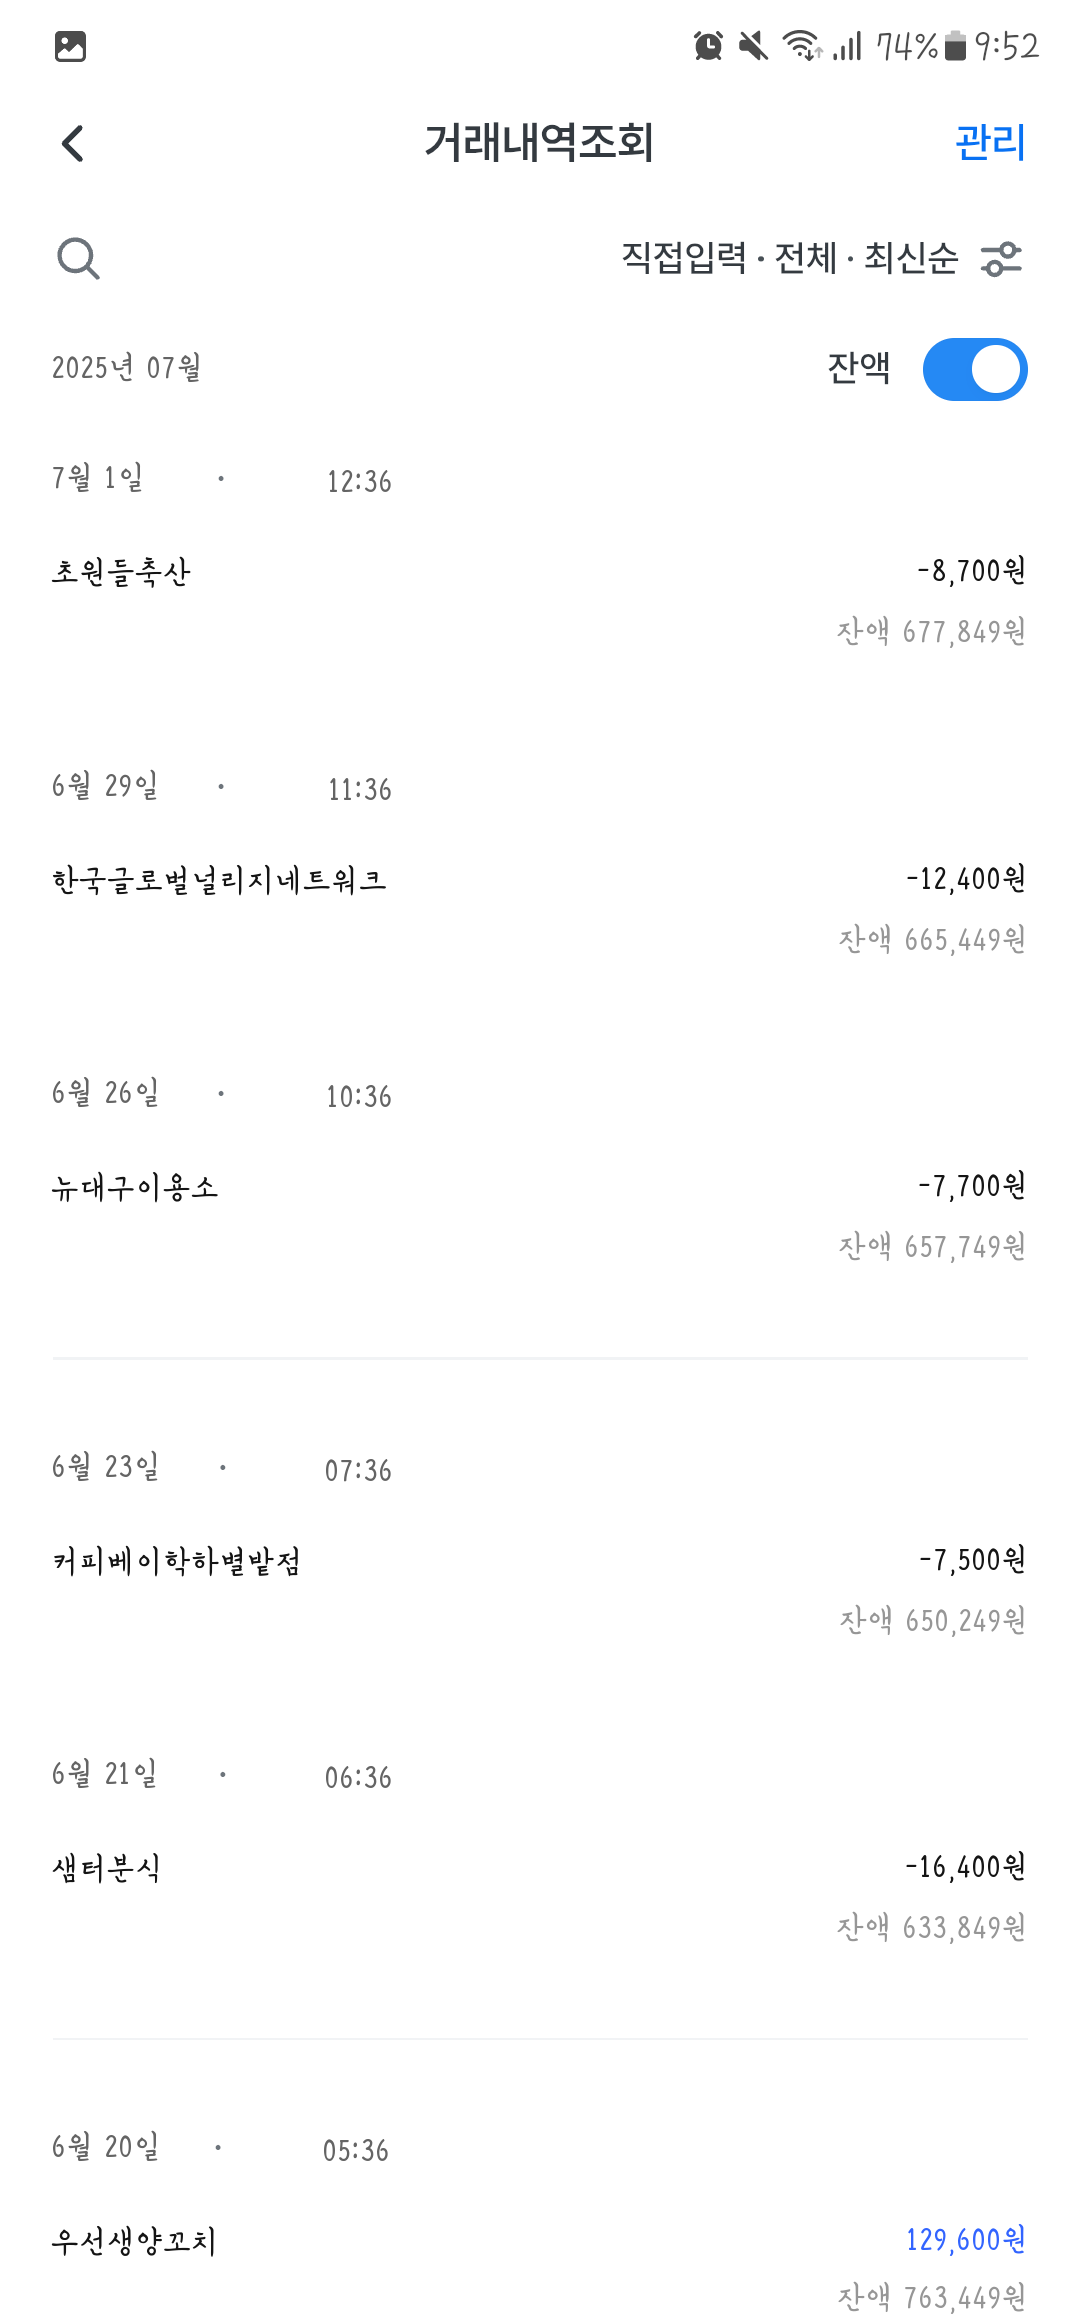 74% 9:52
거래내역조회 관리
직접입력 · 전체 · 최신순
2025년 07월 잔액
7월 1일 · 12:36
초원들축산 -8,700원
잔액 677,849원
6월 29일 · 11:36
한국글로벌널리지네트워크 -12,400원
잔액 665,449원
6월 26일 · 10:36
뉴대구이용소 -7,700원
잔액 657,749원
6월 23일 · 07:36
커피베이학하별밭점 -7,500원
잔액 650,249원
6월 21일 · 06:36
샘터분식 -16,400원
잔액 633,849원
6월 20일 · 05:36
우선생양꼬치 129,600원
잔액 763,449원